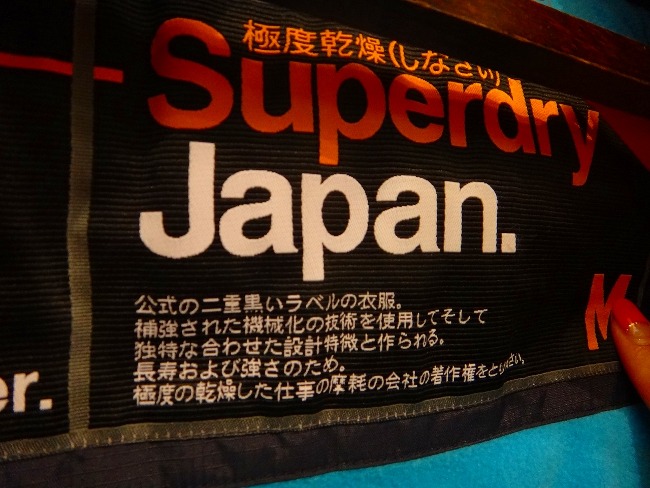 極度乾燥(しなさい)
Superdry
Japan.
公式の二重黒いラベルの衣服。
補強された機械化の技術を使用してそして
独特な合わせた設計特徴と作られる。
長寿および強さのため。
極度の乾燥した仕事の摩耗の会社の著作権をとりなさい。
er.
M